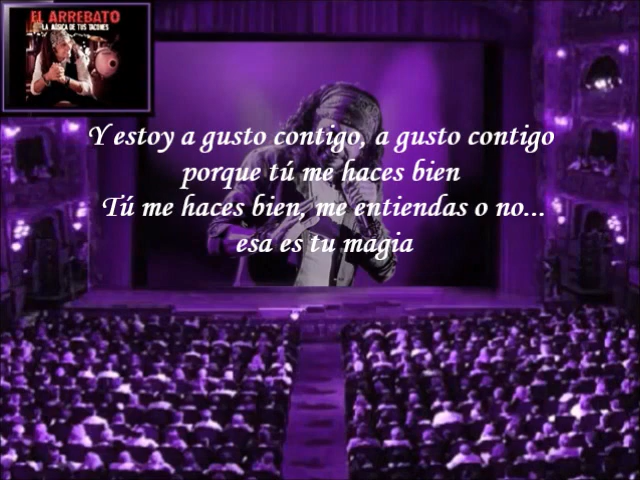 EL ARREBATO
LA MÚSICA DE TUS TACONES
Y estoy a gusto contigo, a gusto contigo
porque tú me haces bien
Tú me haces bien, me entiendas o no...
esa es tu magia